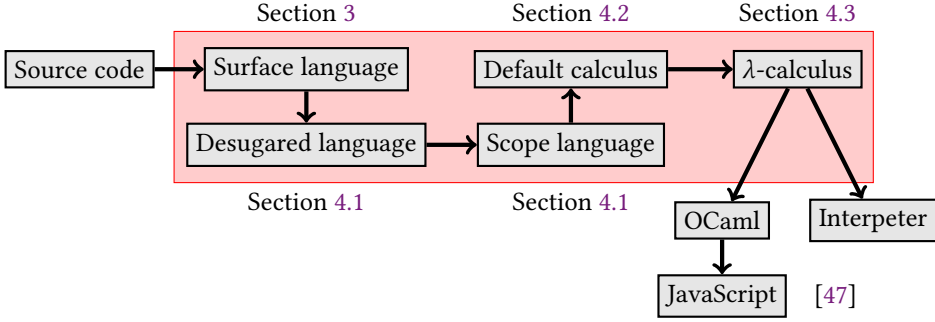 Section 3 Section 4.2 Section 4.3
Source code Surface language Default calculus λ-calculus
Desugared language Scope language
Section 4.1 Section 4.1
OCaml Interpeter
JavaScript [47]